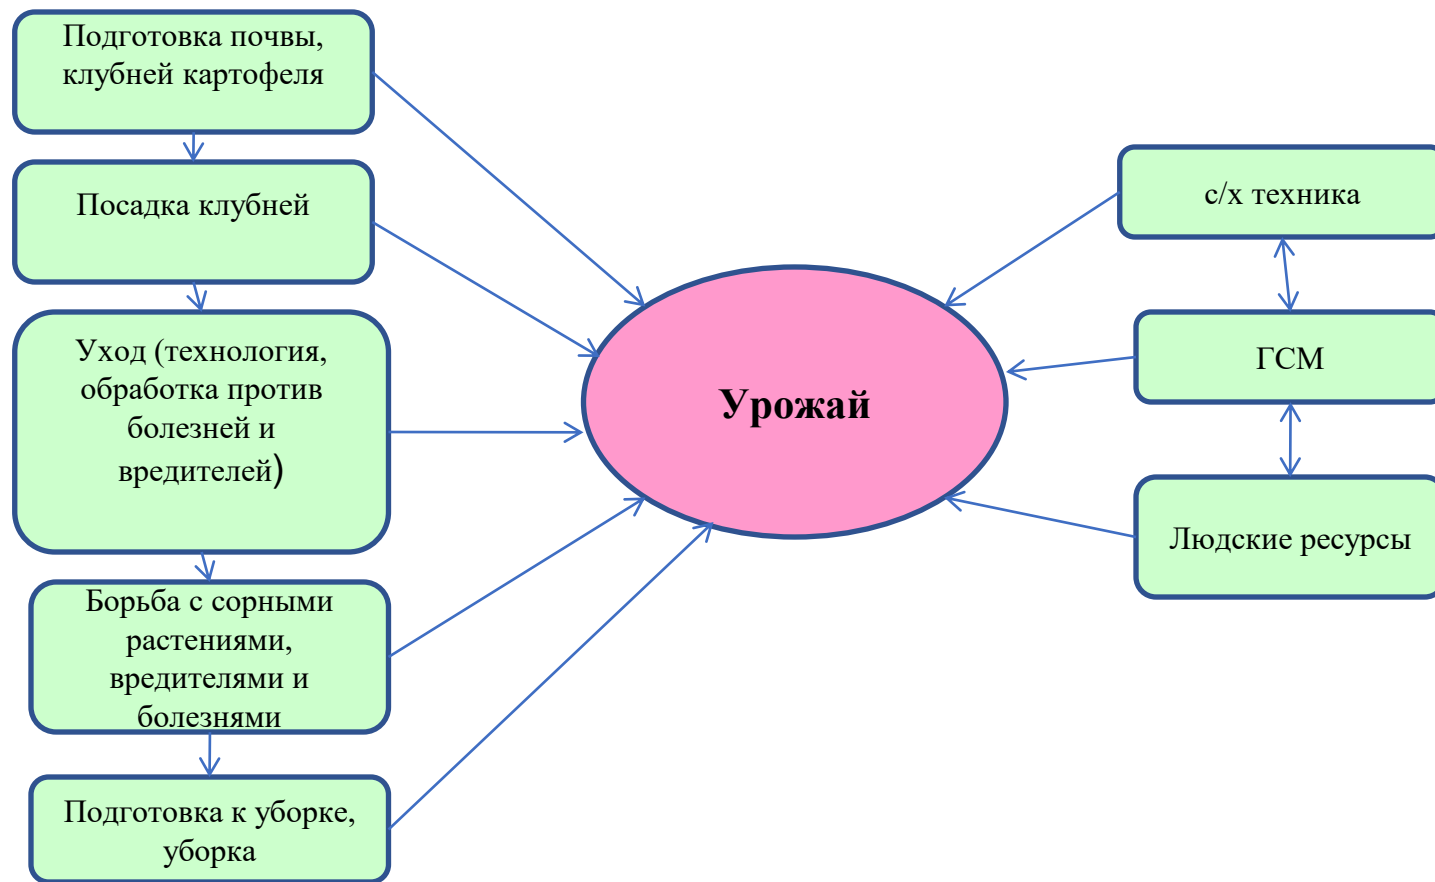 Подготовка почвы,
клубней картофеля
Посадка клубней
Уход (технология,
обработка против
болезней и
вредителей)
Борьба с сорными
растениями,
вредителями и
болезнями
Подготовка к уборке,
уборка
Урожай
с/х техника
ГСМ
Людские ресурсы